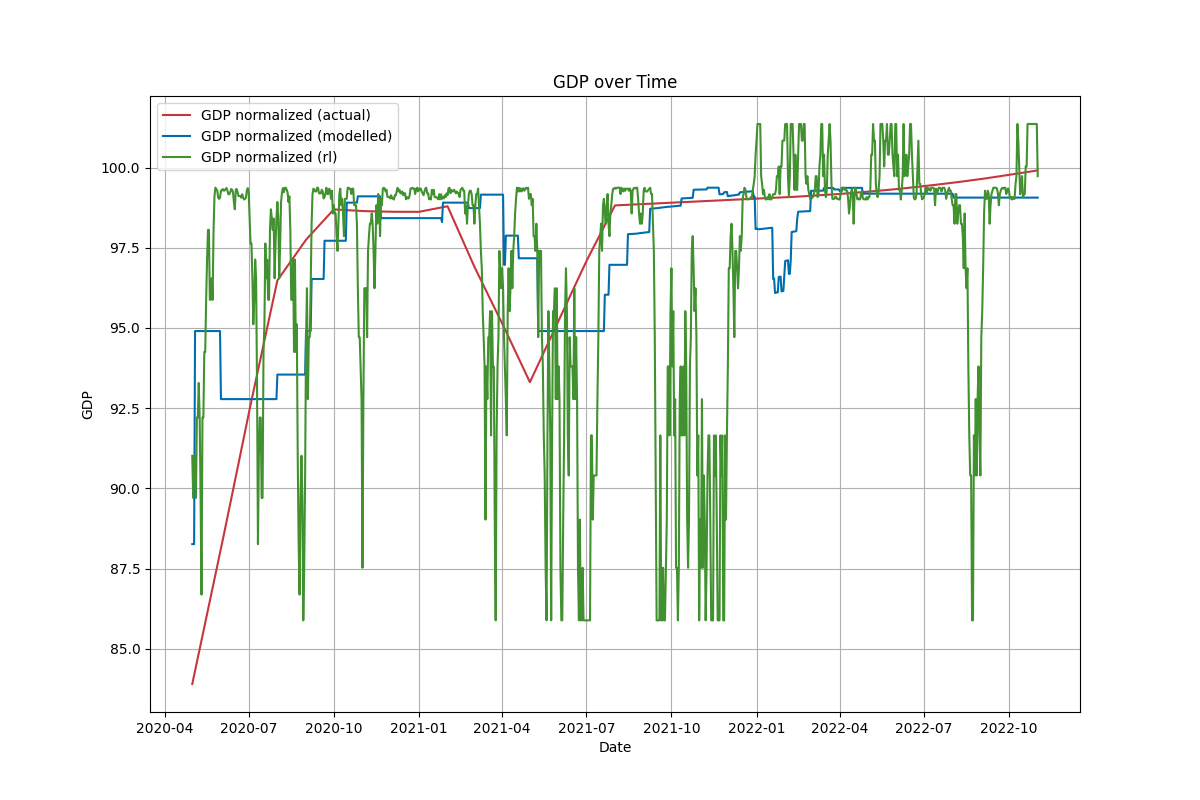 GDP over Time
GDP normalized (actual)
GDP normalized (modelled)
GDP normalized (rl)
100.0
97.5
95.0
92.5
90.0
87.5
85.0
GDP
2020-04 2020-07 2020-10 2021-01 2021-04 2021-07 2021-10 2022-01 2022-04 2022-07 2022-10
Date